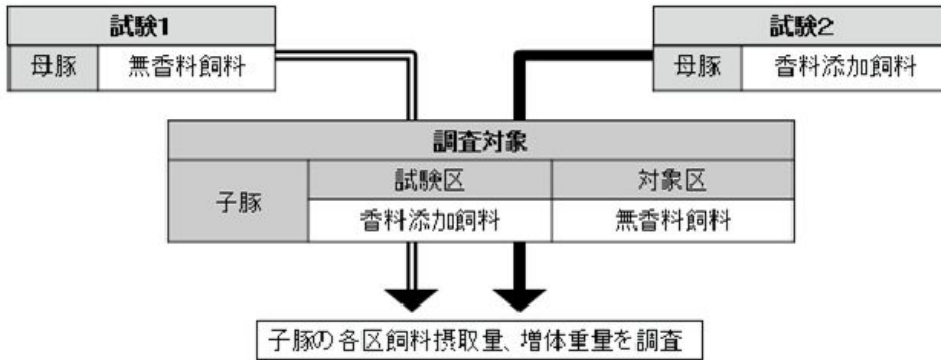 試験1
母豚 無香料飼料
試験2
母豚 香料添加飼料
調査対象
子豚
試験区 対象区
香料添加飼料 無香料飼料
子豚の各区飼料摂取量、増体重量を調査